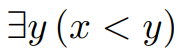 ∃y (x < y)